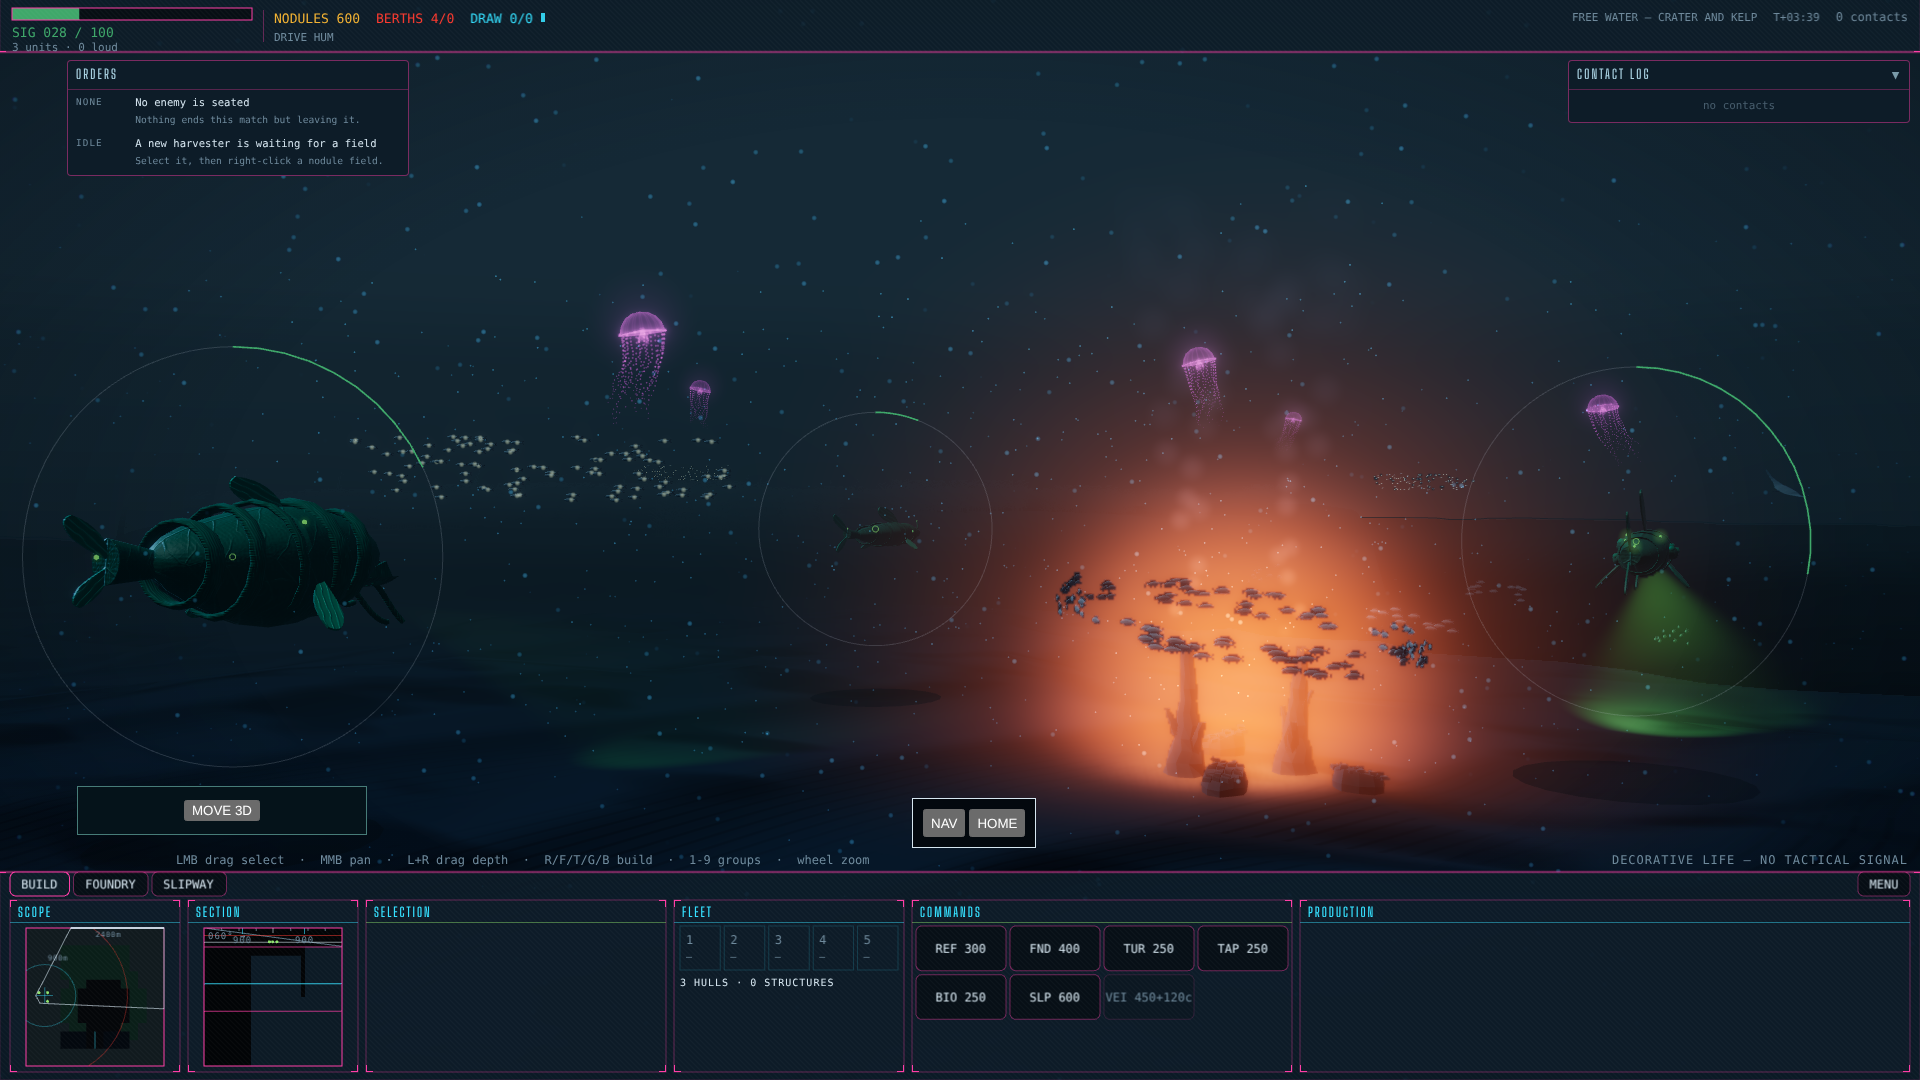 SIG 028 / 100
3 units · 0 loud
NODULES 600 BERTHS 4/0 DRAW 0/0
DRIVE HUM
FREE WATER — CRATER AND KELP T+03:39 0 contacts
ORDERS
NONE No enemy is seated
Nothing ends this match but leaving it.
IDLE A new harvester is waiting for a field
Select it, then right-click a nodule field.
CONTACT LOG ▼
no contacts
MOVE 3D
NAV HOME
LMB drag select · MMB pan · L+R drag depth · R/F/T/G/B build · 1-9 groups · wheel zoom
DECORATIVE LIFE — NO TACTICAL SIGNAL
BUILD FOUNDRY SLIPWAY
MENU
SCOPE
2400m
900m
SECTION
060°
900 900
SELECTION
FLEET
1 2 3 4 5
— — — — —
3 HULLS · 0 STRUCTURES
COMMANDS
REF 300 FND 400 TUR 250 TAP 250
BIO 250 SLP 600 VEI 450+120c
PRODUCTION